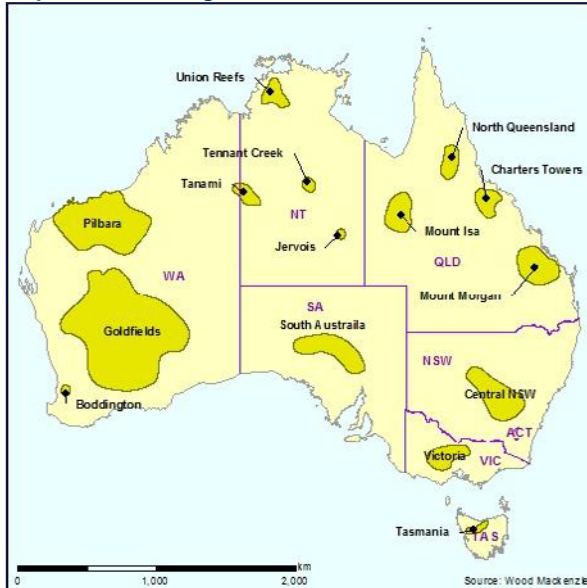 Union Reefs
North Queensland
Tennant Creek
Charters Towers
Tanami
Pilbara
NT
Mount Isa
Jervois
QLD
WA
Mount Morgan
SA
South Austraila
Goldfields
NSW
Central NSW
Boddington
ACT
Victoria
VIC
Tasmania
TAS
km
0
1,000
2,000
Source: Wood Mackenzie